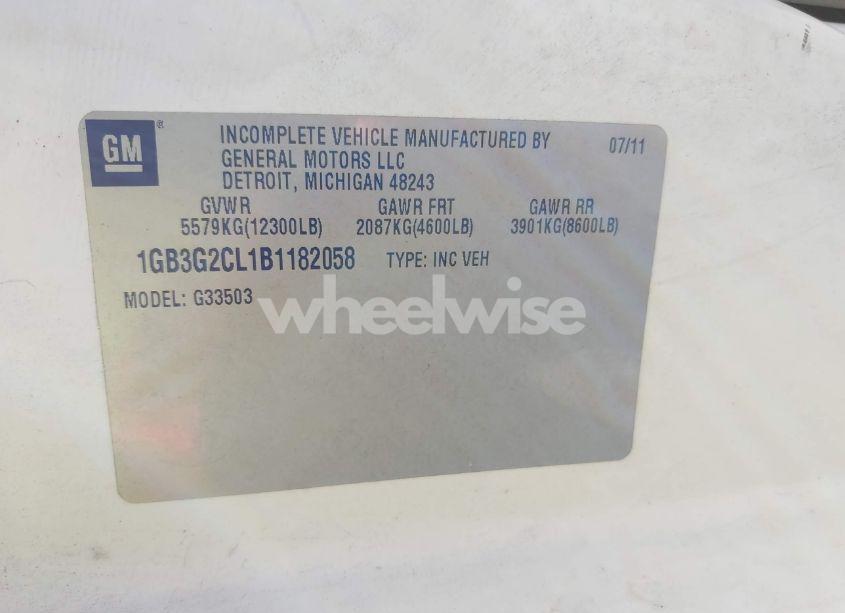 GM®
INCOMPLETE VEHICLE MANUFACTURED BY 07/11
GENERAL MOTORS LLC
DETROIT, MICHIGAN 48243
GVWR GAWR FRT GAWR RR
5579KG(12300LB) 2087KG(4600LB) 3901KG(8600LB)
1GB3G2CL1B1182058 TYPE: INC VEH
MODEL: G33503
wheelwise